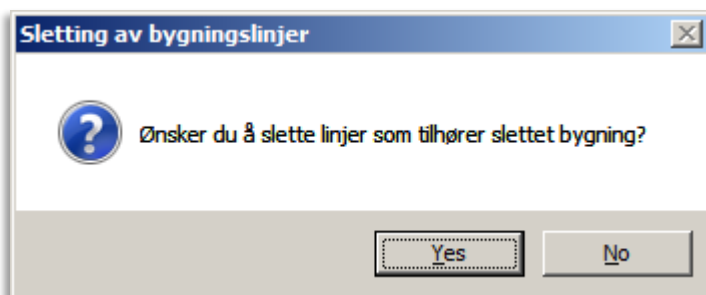 Sletting av bygningslinjer
Ønsker du å slette linjer som tilhører slettet bygning?
Yes
No